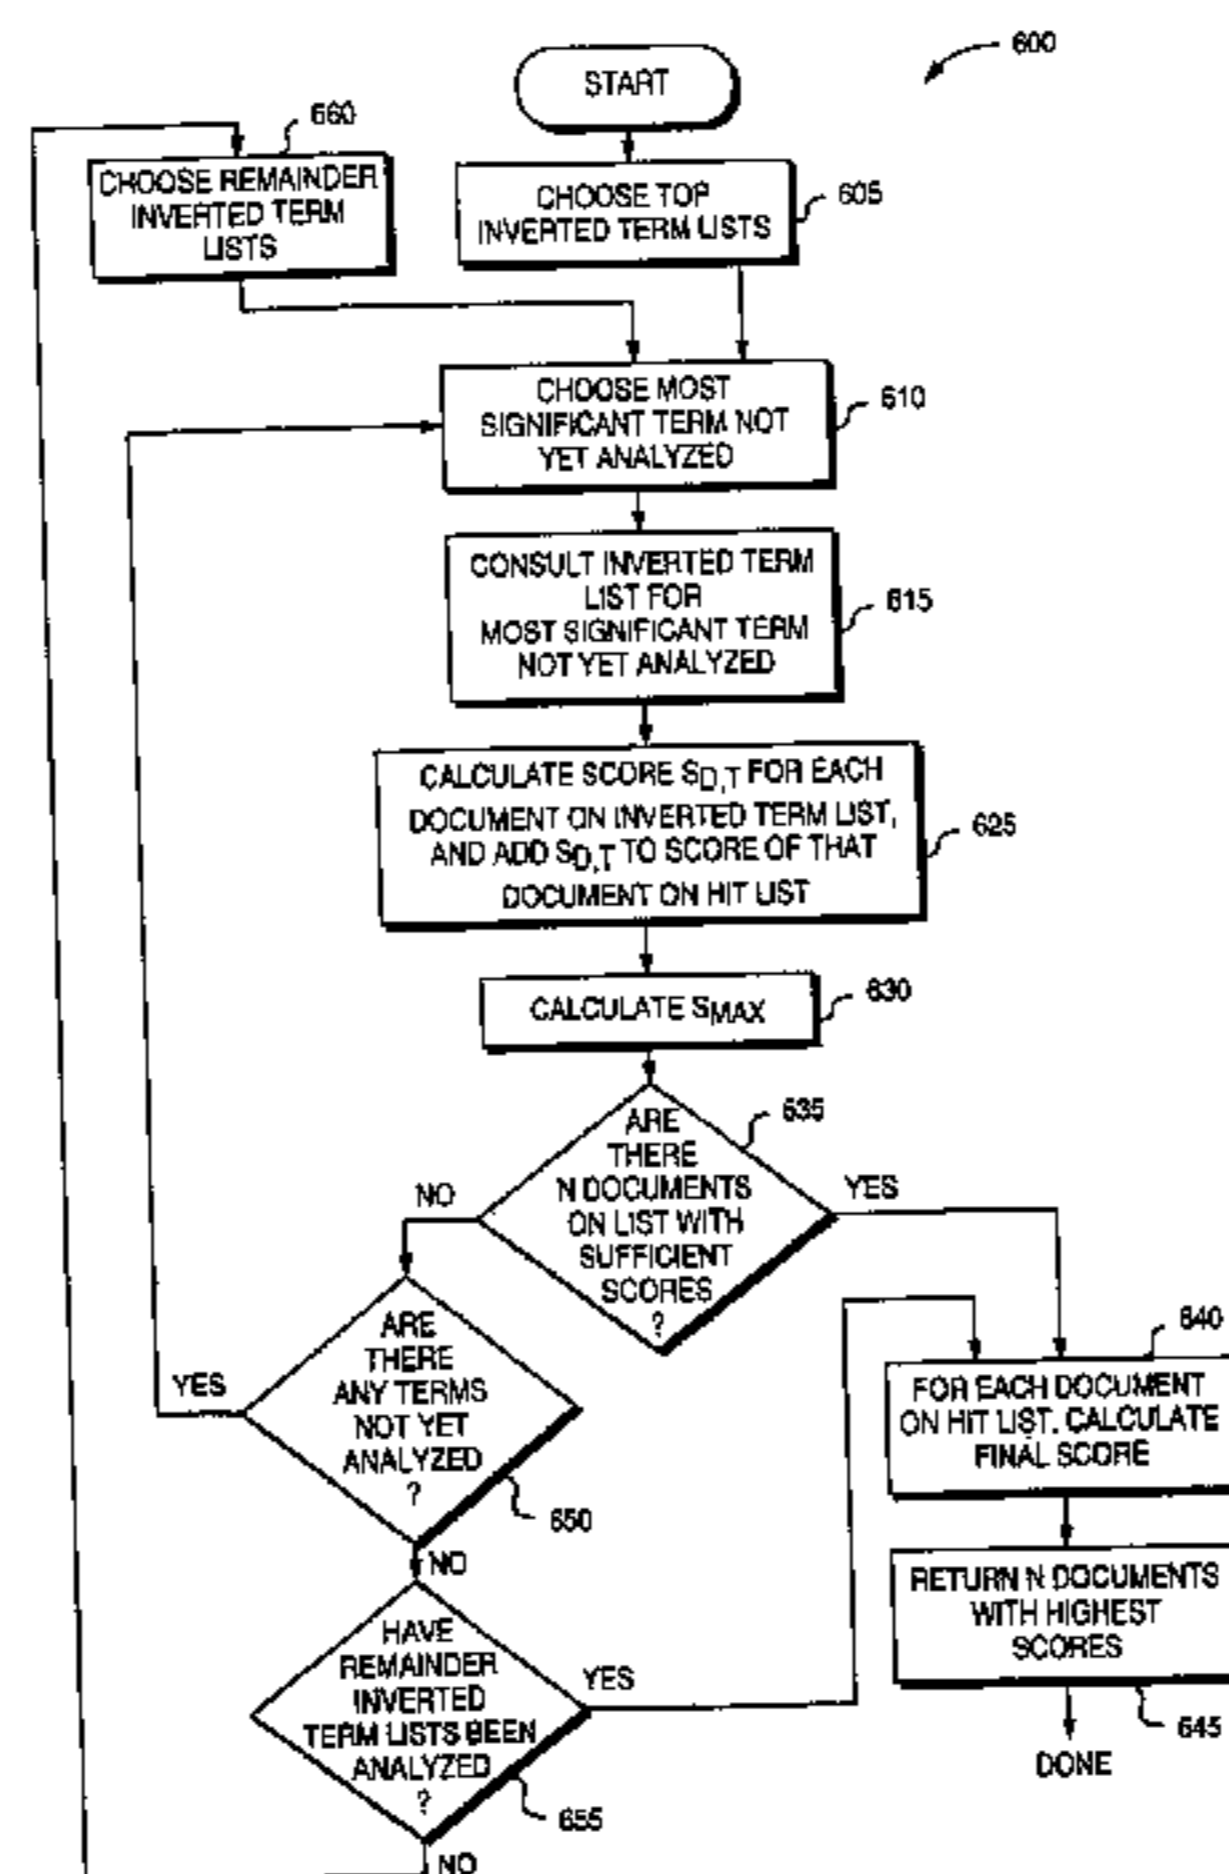 600
START
660
CHOOSE REMAINDER
INVERTED TERM
LISTS
CHOOSE TOP
INVERTED TERM LISTS
605
CHOOSE MOST
SIGNIFICANT TERM NOT
YET ANALYZED
610
CONSULT INVERTED TERM
LIST FOR
MOST SIGNIFICANT TERM
NOT YET ANALYZED
615
CALCULATE SCORE SD,T FOR EACH
DOCUMENT ON INVERTED TERM LIST,
AND ADD SD,T TO SCORE OF THAT
DOCUMENT ON HIT LIST
625
CALCULATE SMAX
630
ARE
THERE
N DOCUMENTS
ON LIST WITH
SUFFICIENT
SCORES
?
635
NO
YES
ARE
THERE
ANY TERMS
NOT YET
ANALYZED
?
YES
650
NO
640
FOR EACH DOCUMENT
ON HIT LIST, CALCULATE
FINAL SCORE
RETURN N DOCUMENTS
WITH HIGHEST
SCORES
645
DONE
HAVE
REMAINDER
INVERTED
TERM LISTS BEEN
ANALYZED
?
YES
655
NO